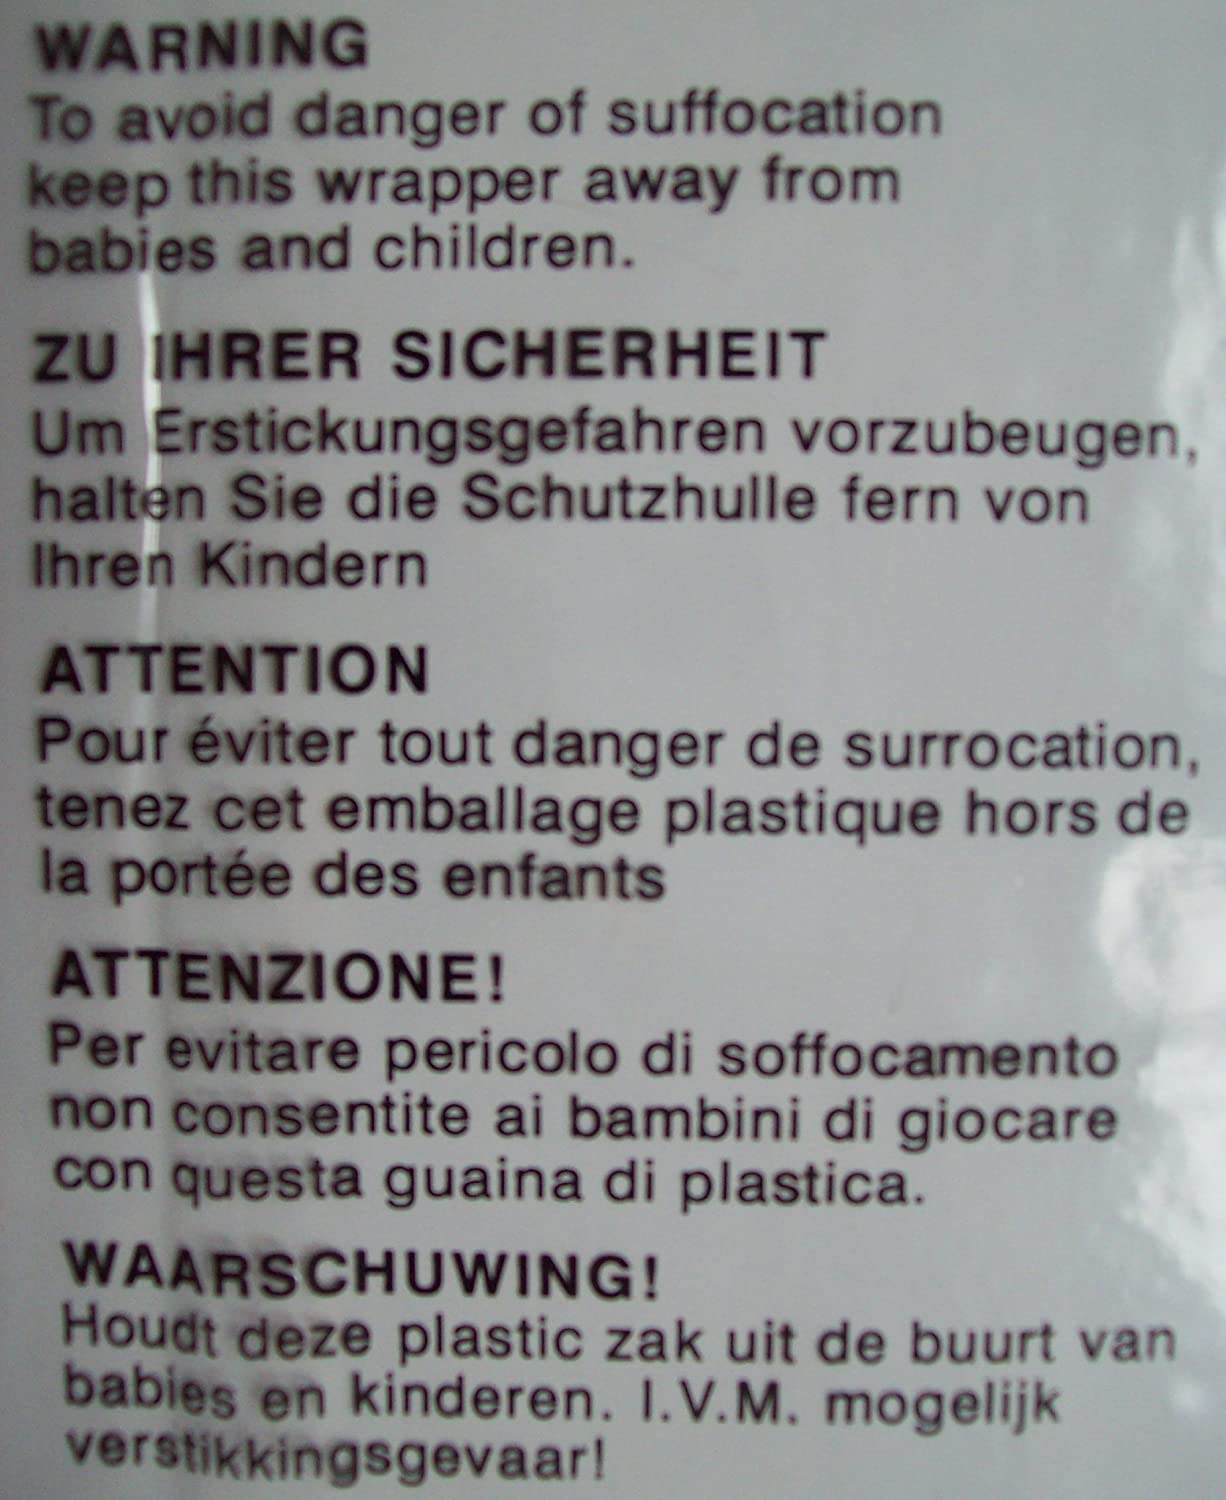 WARNING
To avoid danger of suffocation
keep this wrapper away from
babies and children.
ZU IHRER SICHERHEIT
Um Erstickungsgefahren vorzubeugen,
halten Sie die Schutzhulle fern von
Ihren Kindern
ATTENTION
Pour éviter tout danger de surrocation,
tenez cet emballage plastique hors de
la portée des enfants
ATTENZIONE!
Per evitare pericolo di soffocamento
non consentite ai bambini di giocare
con questa guaina di plastica.
WAARSCHUWING!
Houdt deze plastic zak uit de buurt van
babies en kinderen. I.V.M. mogelijk
verstikkingsgevaar!